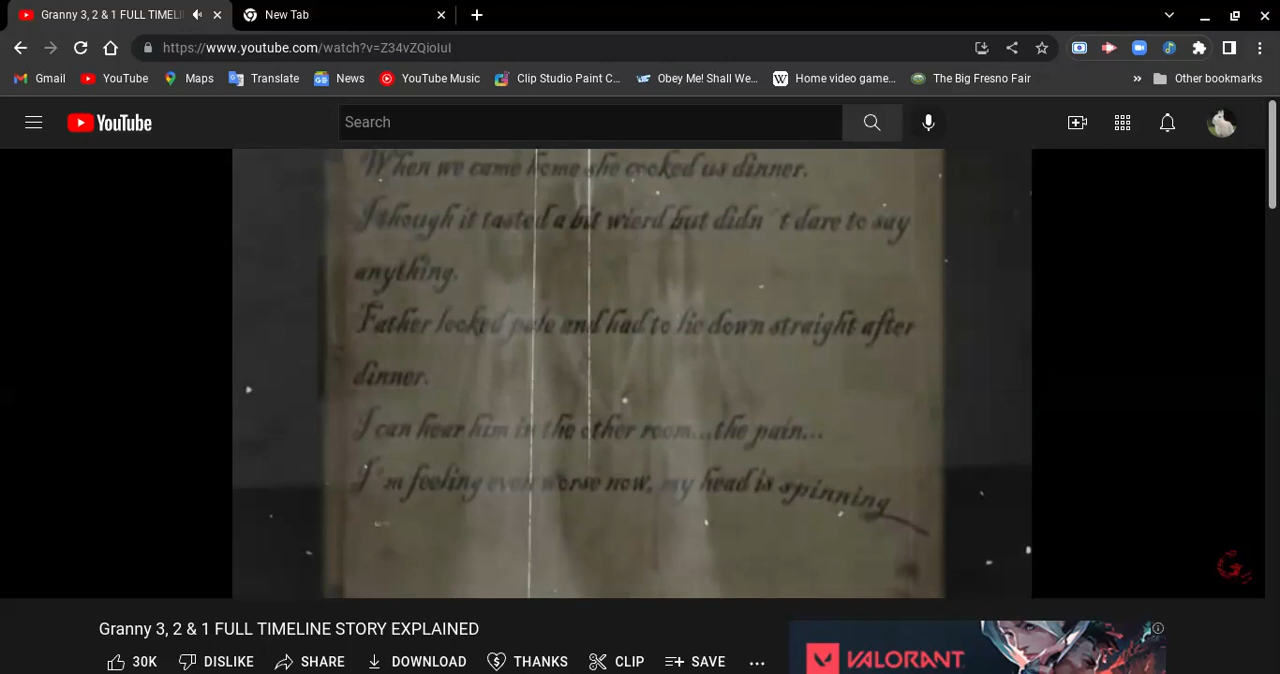 Granny 3, 2 & 1 FULL TIMELI
New Tab
https://www.youtube.com/watch?v=Z34vZQioIuI
Gmail YouTube Maps Translate News YouTube Music Clip Studio Paint C... Obey Me! Shall We... Home video game... The Big Fresno Fair » Other bookmarks
YouTube
Search
When we came home she cooked us dinner.
I though it tasted a bit wierd but didn´t dare to say
anything.
Father looked pale and had to lie down straight after
dinner.
I can hear him in the other room...the pain...
I´m feeling even worse now, my head is spinning
Granny 3, 2 & 1 FULL TIMELINE STORY EXPLAINED
30K DISLIKE SHARE DOWNLOAD THANKS CLIP SAVE ...
VALORANT